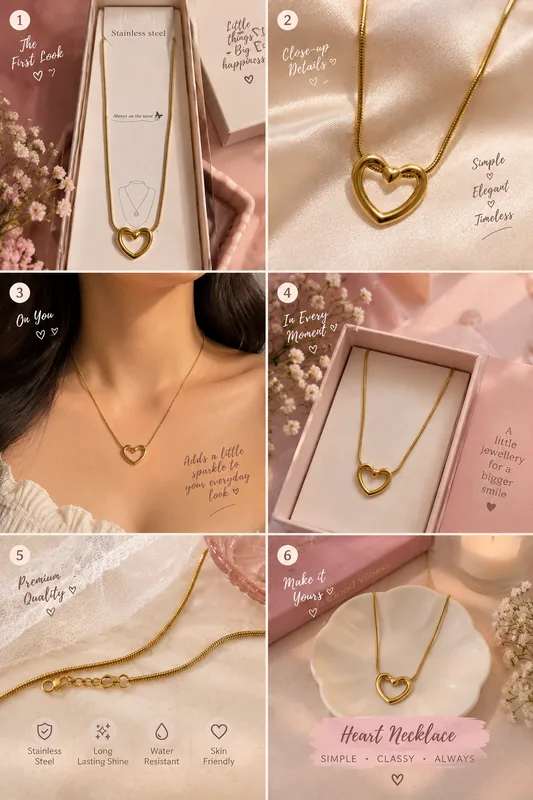 1
The
First Look
Stainless steel
Little
things
Big
happiness
Always on the mood
2
Close-up
Details
Simple
Elegant
Timeless
3
On You
Adds a little
sparkle to
your everyday
look
4
In Every
Moment
A
little
jewellery
for a
bigger
smile
5
Premium
Quality
Stainless
Steel
Long
Lasting Shine
Water
Resistant
Skin
Friendly
6
Make it
Yours
Heart Necklace
SIMPLE • CLASSY • ALWAYS